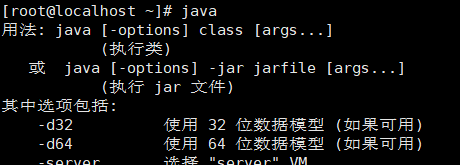 [root@localhost ~]# java
用法: java [-options] class [args...]
(执行类)
或 java [-options] -jar jarfile [args...]
(执行 jar 文件)
其中选项包括:
-d32 使用 32 位数据模型 (如果可用)
-d64 使用 64 位数据模型 (如果可用)
-server 选择 "server" VM